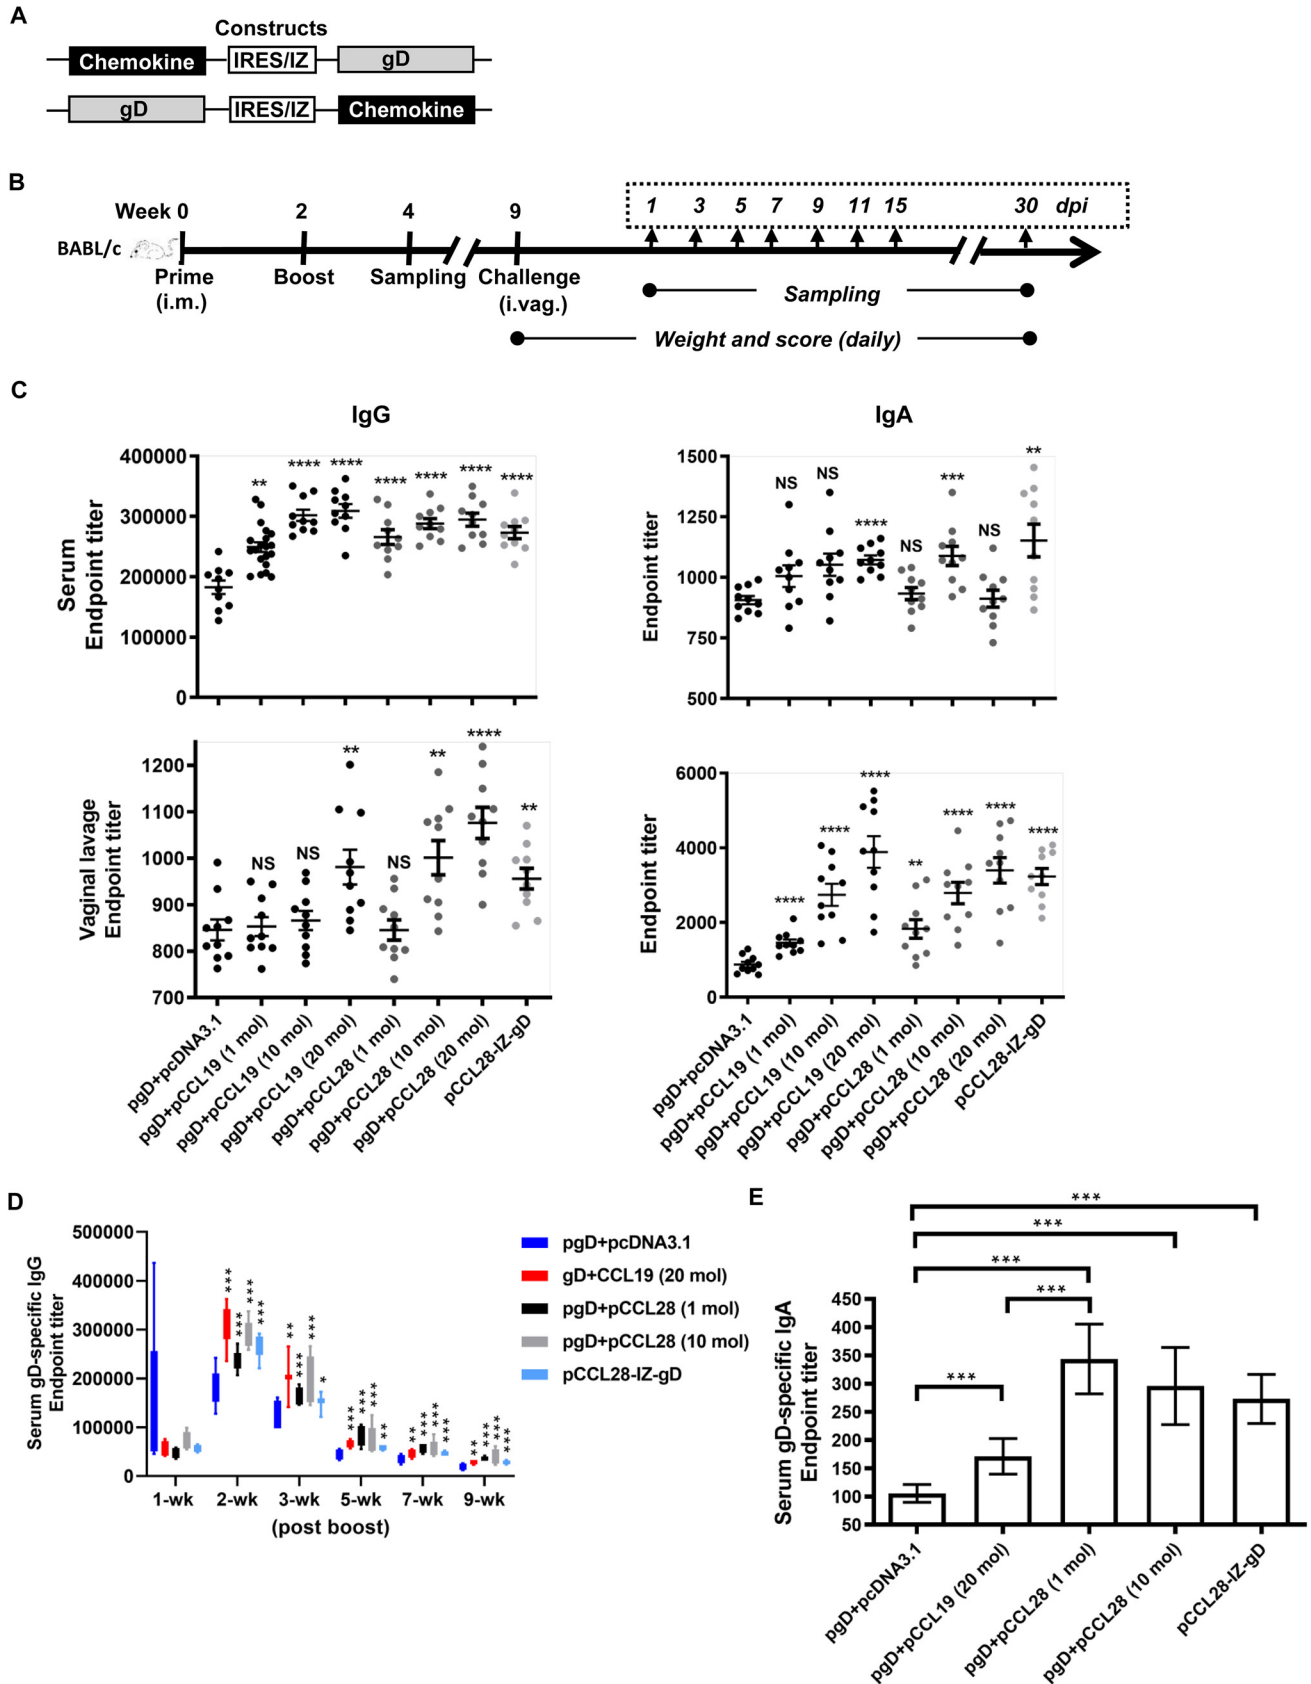 A
Constructs
Chemokine IRES/IZ gD
gD IRES/IZ Chemokine
B
Week 0 2 4 9 1 3 5 7 9 11 15 30 dpi
BABL/c
Prime Boost Sampling Challenge
(i.m.) (i.vag.)
Sampling
Weight and score (daily)
C
IgG
Serum
Endpoint titer
400000
300000
200000
100000
0
** **** **** **** **** **** ****
IgA
Endpoint titer
1500
1250
1000
750
500
NS NS **** NS *** NS **
Vaginal lavage
Endpoint titer
1200
1100
1000
900
800
700
NS NS ** NS ** **** **
pgD+pcDNA3.1
pgD+pCCL19 (1 mol)
pgD+pCCL19 (10 mol)
pgD+pCCL19 (20 mol)
pgD+pCCL28 (1 mol)
pgD+pCCL28 (10 mol)
pgD+pCCL28 (20 mol)
pCCL28-IZ-gD
Endpoint titer
6000
4000
2000
0
**** **** **** ** **** **** ****
pgD+pcDNA3.1
pgD+pCCL19 (1 mol)
pgD+pCCL19 (10 mol)
pgD+pCCL19 (20 mol)
pgD+pCCL28 (1 mol)
pgD+pCCL28 (10 mol)
pgD+pCCL28 (20 mol)
pCCL28-IZ-gD
D
Serum gD-specific IgG
Endpoint titer
500000
400000
300000
200000
100000
0
*** *** *** ***
** *** *** *
*** *** *** **
** *** *** ***
** *** *** ***
1-wk 2-wk 3-wk 5-wk 7-wk 9-wk
(post boost)
pgD+pcDNA3.1
gD+CCL19 (20 mol)
pgD+pCCL28 (1 mol)
pgD+pCCL28 (10 mol)
pCCL28-IZ-gD
E
Serum gD-specific IgA
Endpoint titer
450
400
350
300
250
200
150
100
50
***
***
***
***
***
pgD+pcDNA3.1
pgD+pCCL19 (20 mol)
pgD+pCCL28 (1 mol)
pgD+pCCL28 (10 mol)
pCCL28-IZ-gD